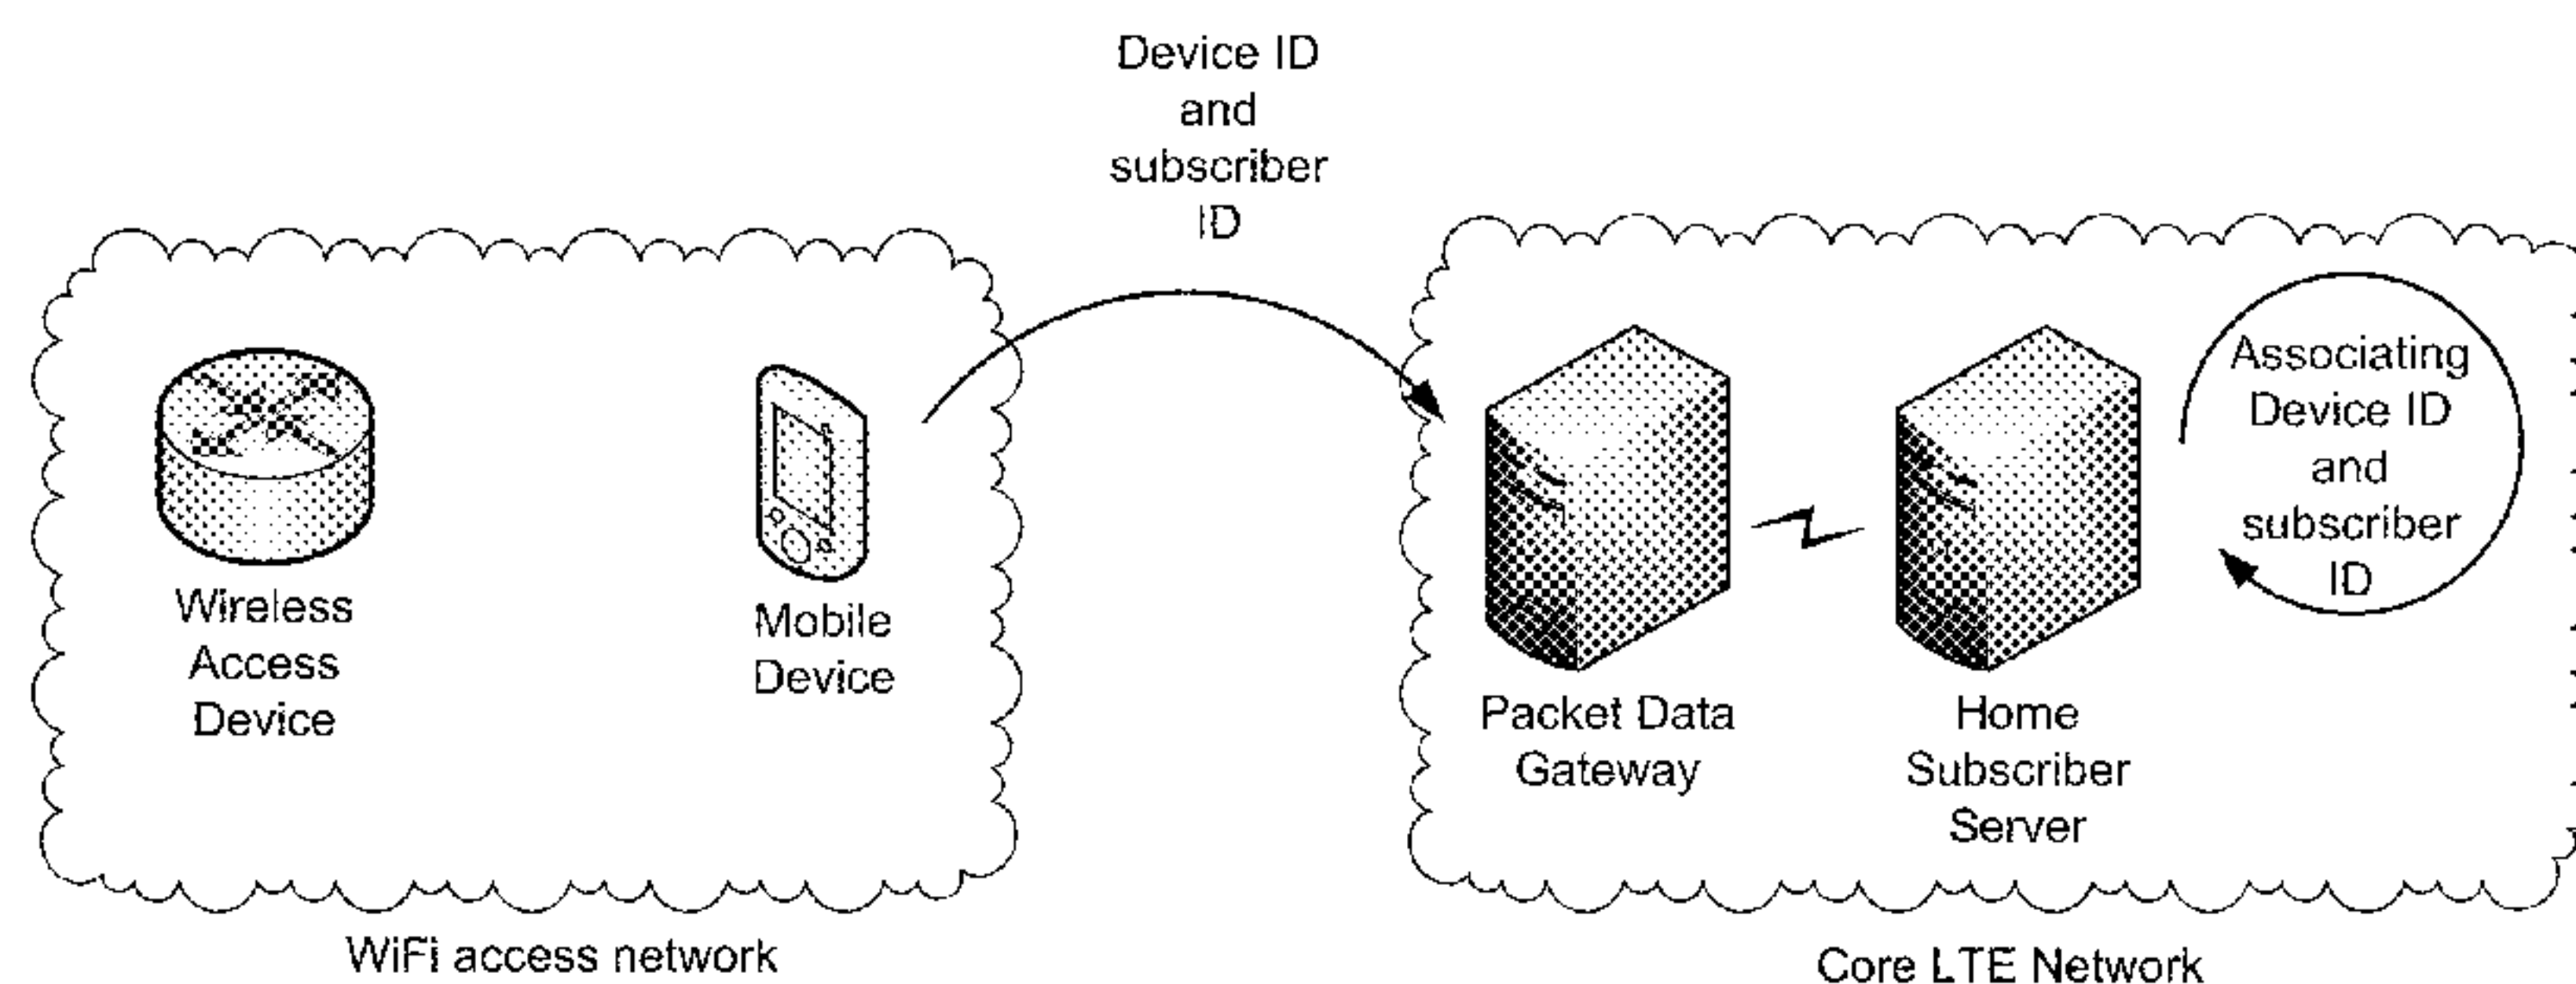 Device ID
and
subscriber
ID
Wireless
Access
Device
Mobile
Device
WiFi access network
Packet Data
Gateway
Home
Subscriber
Server
Associating
Device ID
and
subscriber
ID
Core LTE Network